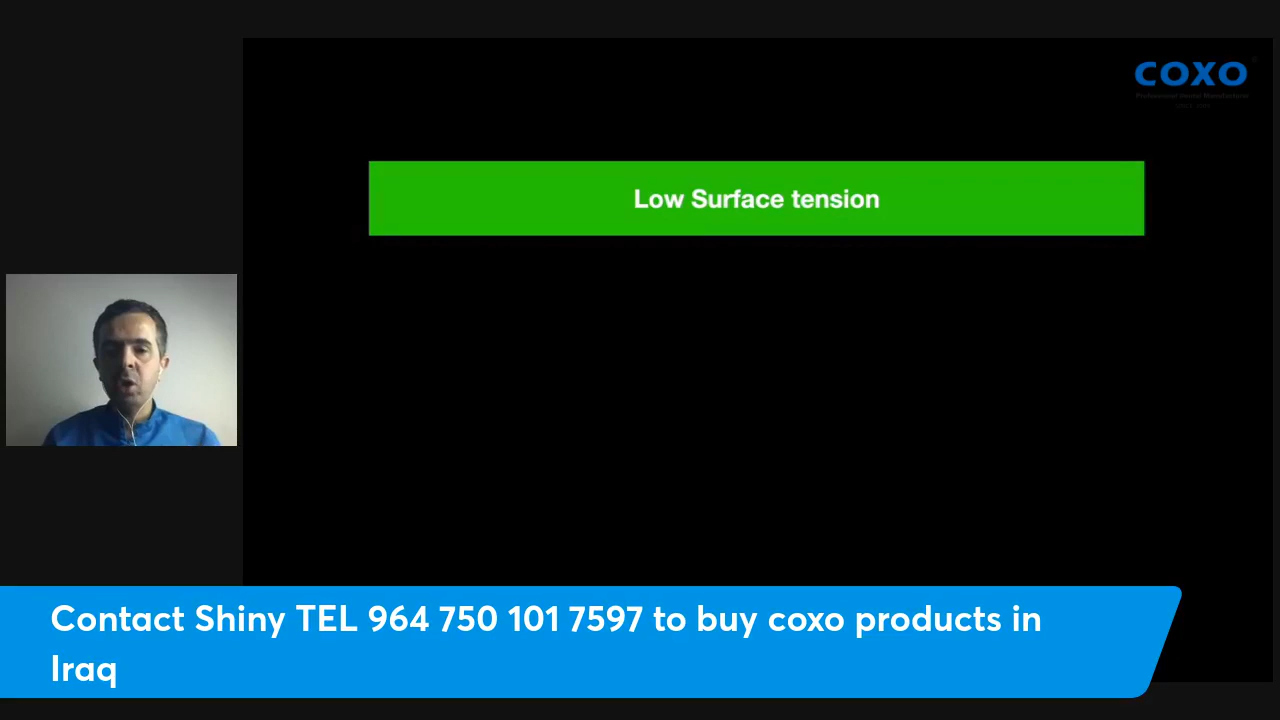 COXO
Low Surface tension
Contact Shiny TEL 964 750 101 7597 to buy coxo products in
Iraq